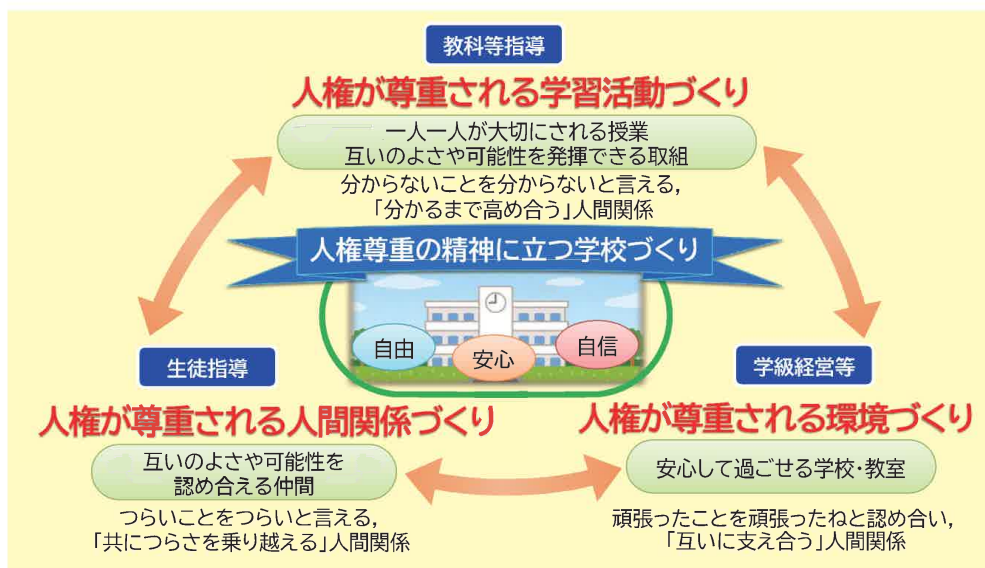 教科等指導
人権が尊重される学習活動づくり
一人一人が大切にされる授業
互いのよさや可能性を発揮できる取組
分からないことを分からないと言える,
「分かるまで高め合う」人間関係
人権尊重の精神に立つ学校づくり
自由
安心
自信
生徒指導
人権が尊重される人間関係づくり
互いのよさや可能性を
認め合える仲間
つらいことをつらいと言える,
「共につらさを乗り越える」人間関係
学級経営等
人権が尊重される環境づくり
安心して過ごせる学校・教室
頑張ったことを頑張ったねと認め合い,
「互いに支え合う」人間関係